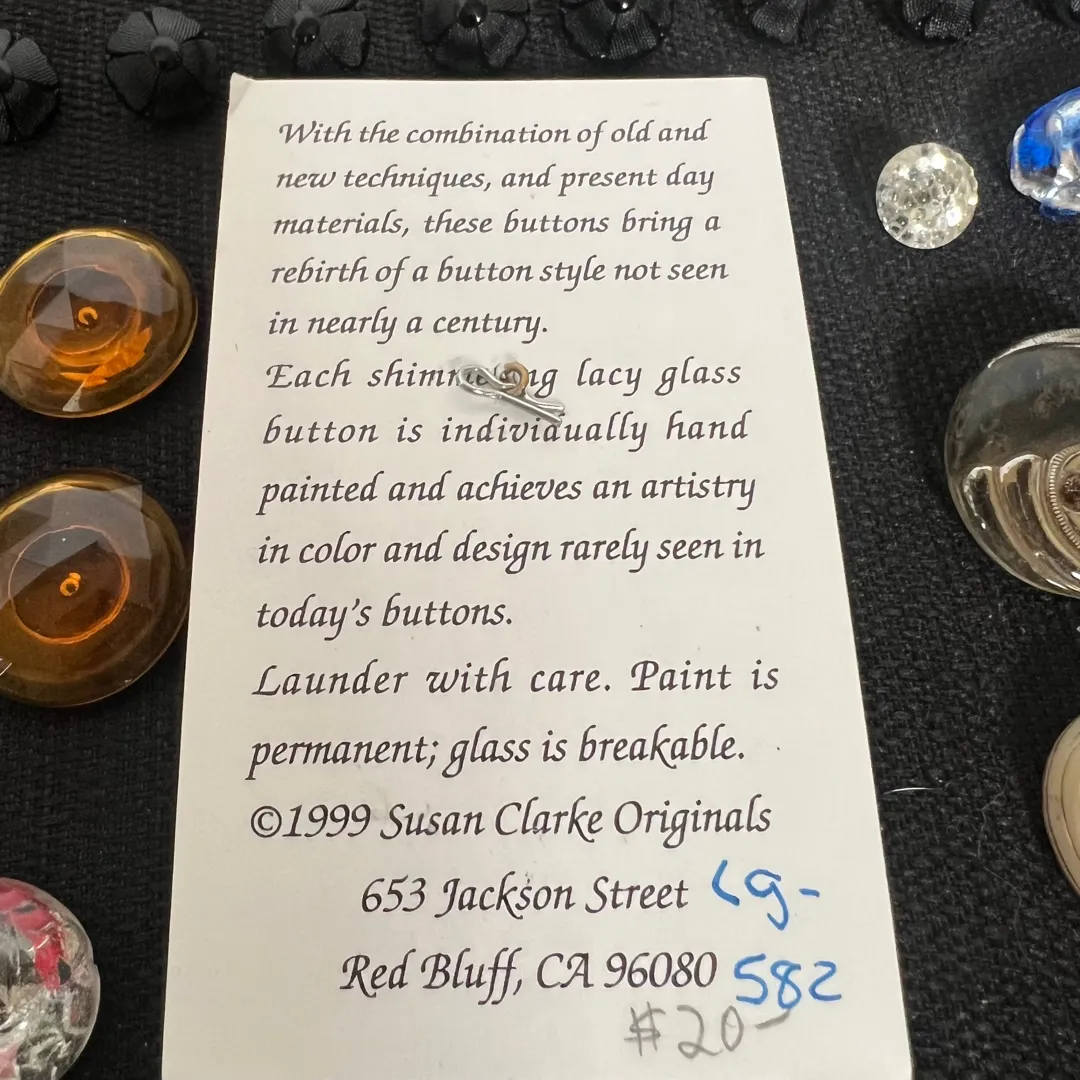 With the combination of old and
new techniques, and present day
materials, these buttons bring a
rebirth of a button style not seen
in nearly a century.
Each shimmering lacy glass
button is individually hand
painted and achieves an artistry
in color and design rarely seen in
today's buttons.
Launder with care. Paint is
permanent; glass is breakable.
©1999 Susan Clarke Originals
653 Jackson Street Lg-
Red Bluff, CA 96080 582
$20-